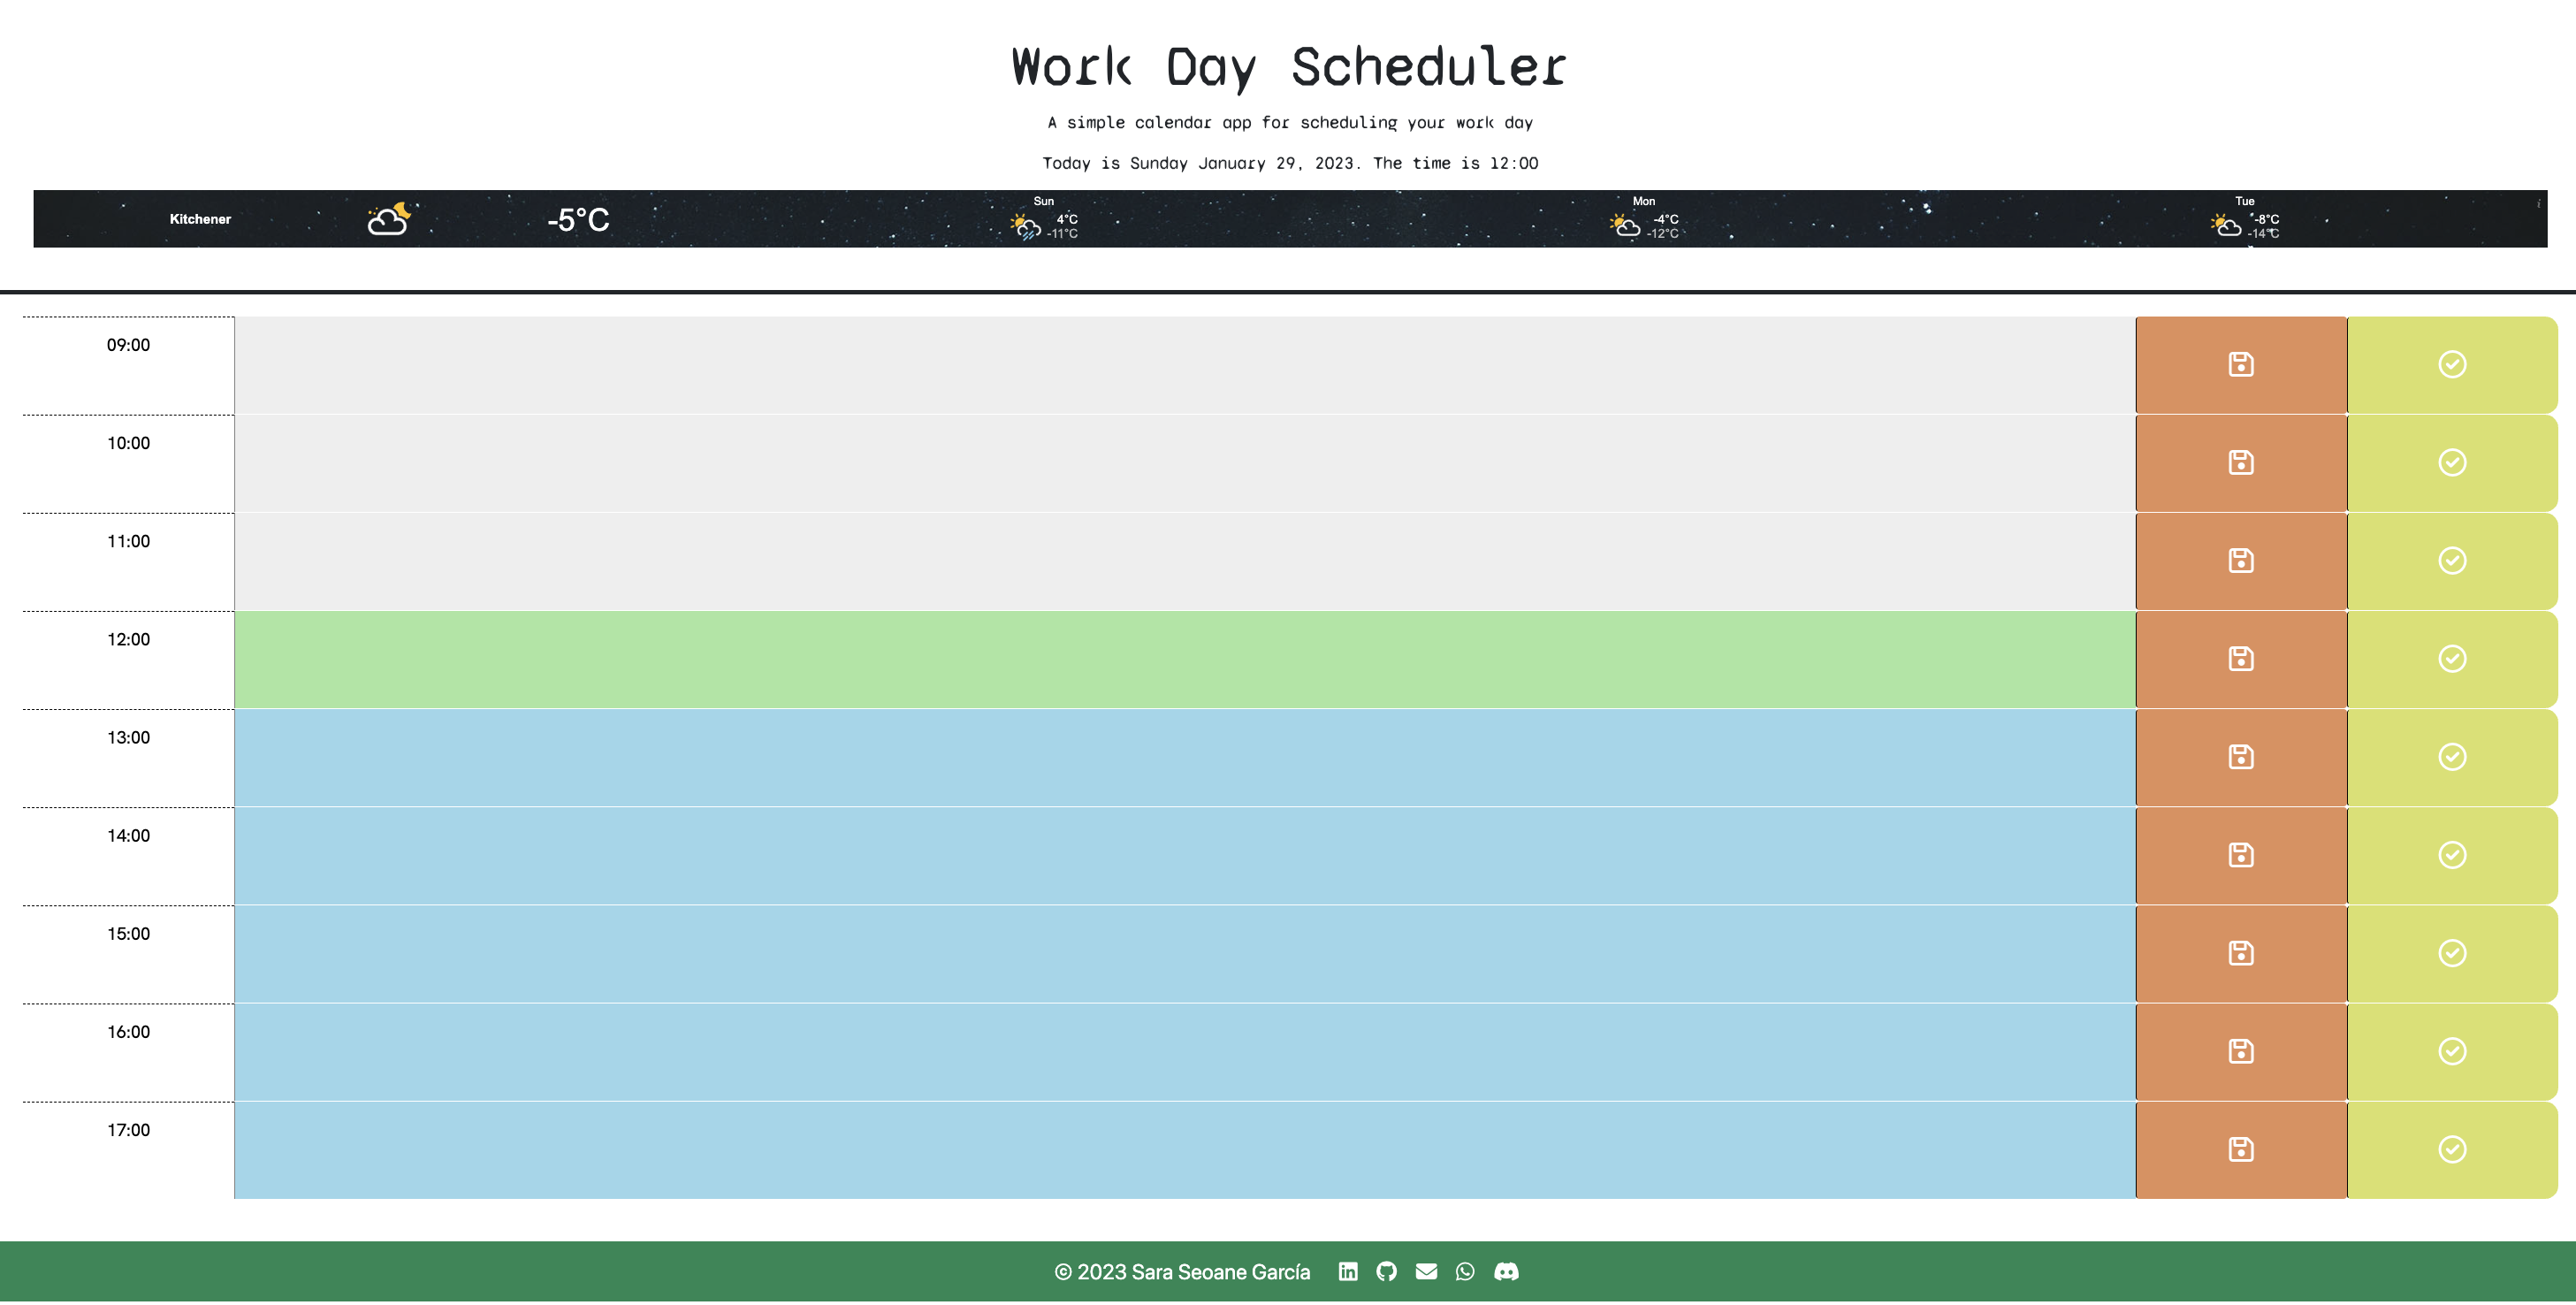 Work Day Scheduler
A simple calendar app for scheduling your work day
Today is Sunday January 29, 2023. The time is 12:00
Kitchener
-5°C
Sun
4°C
-11°C
Mon
-4°C
-12°C
Tue
-8°C
-14°C
i
09:00
10:00
11:00
12:00
13:00
14:00
15:00
16:00
17:00
© 2023 Sara Seoane García
in